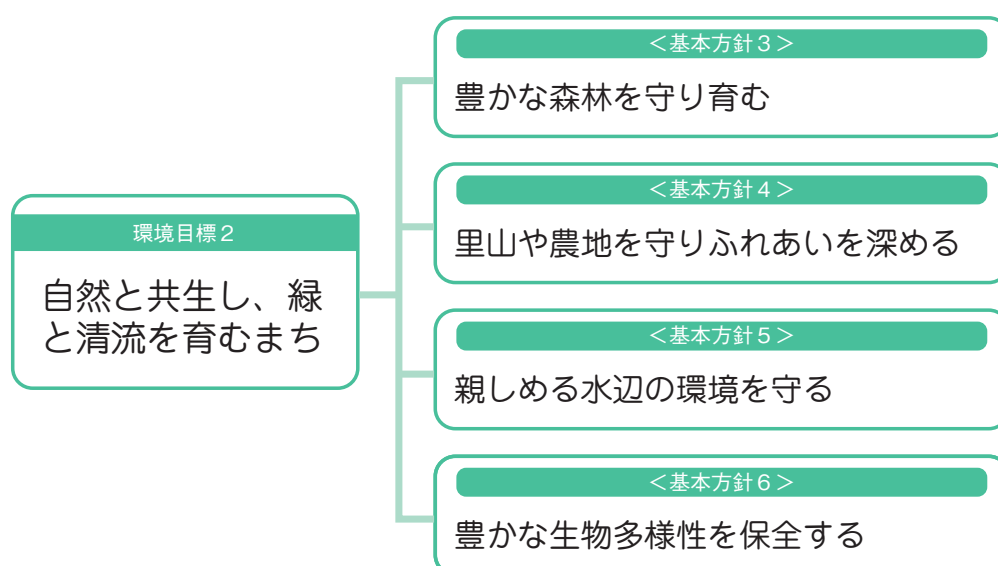 環境目標２
自然と共生し、緑
と清流を育むまち
＜基本方針３＞
豊かな森林を守り育む
＜基本方針４＞
里山や農地を守りふれあいを深める
＜基本方針５＞
親しめる水辺の環境を守る
＜基本方針６＞
豊かな生物多様性を保全する